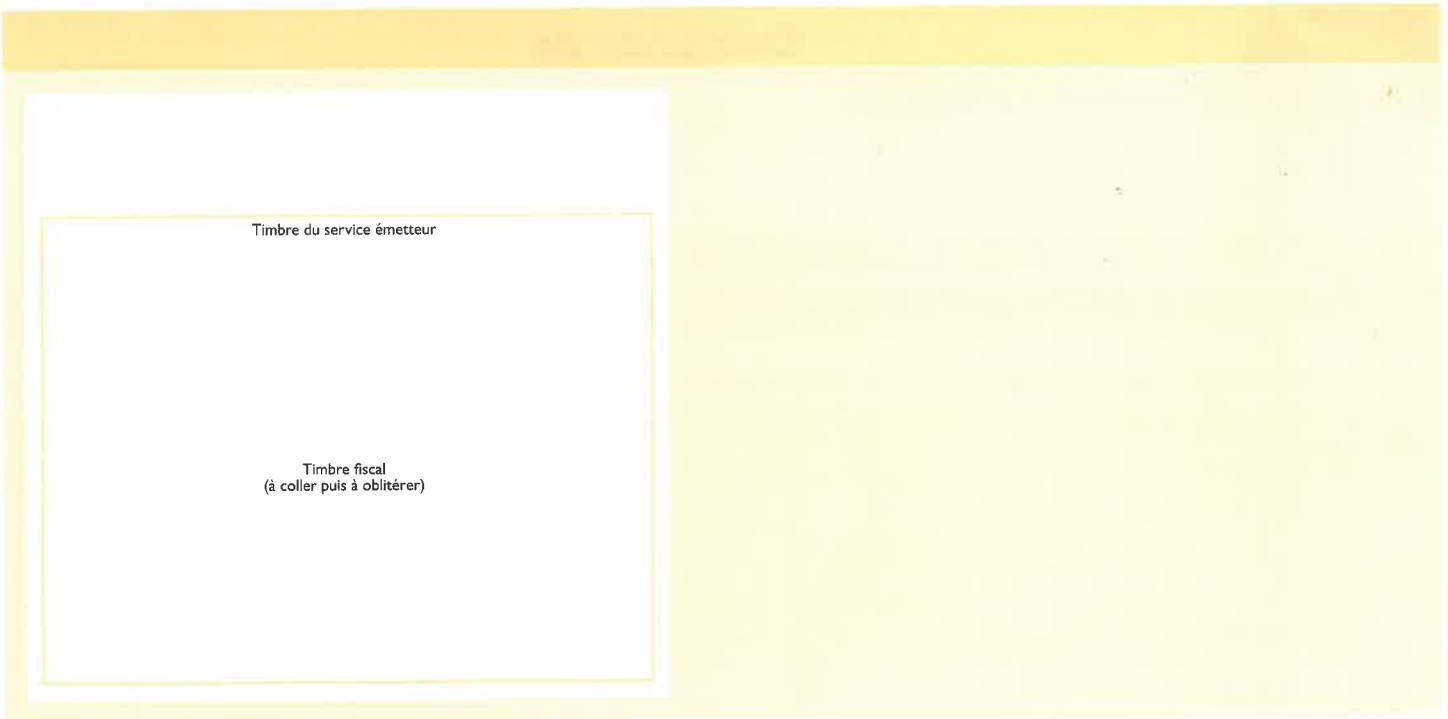 Timbre du service émetteur
Timbre fiscal
(à coller puis à oblitérer)